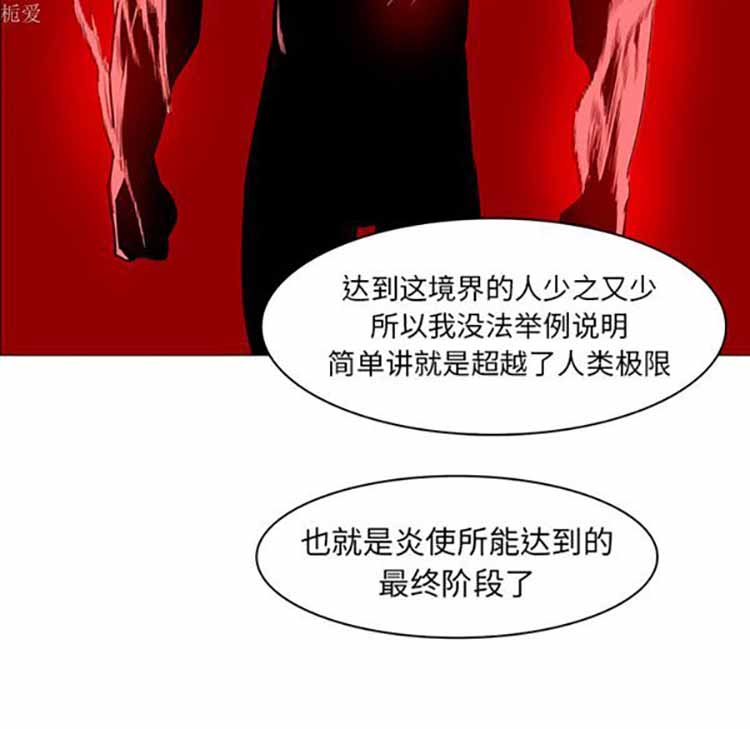 栀爱
达到这境界的人少之又少
所以我没法举例说明
简单讲就是超越了人类极限
也就是炎使所能达到的
最终阶段了